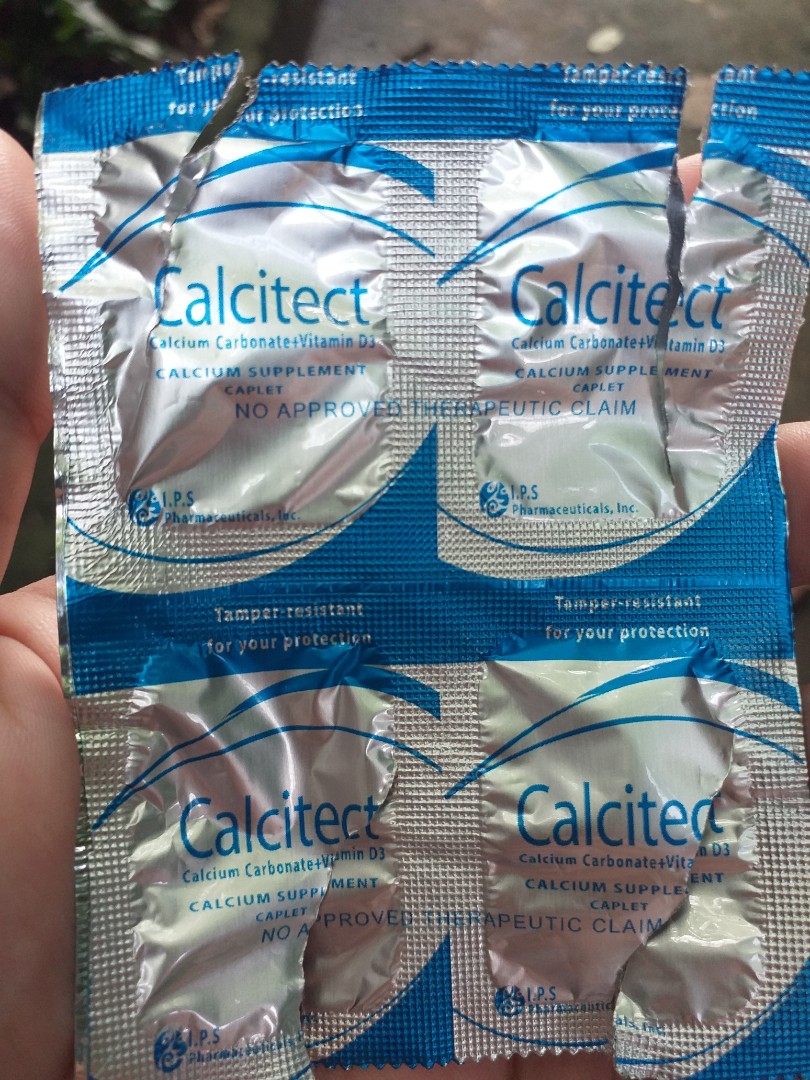 Tamper-resistant
for your protection
Tamper-resistant
for your protection
Calcitect
Calcium Carbonate+Vitamin D3
CALCIUM SUPPLEMENT
CAPLET
Calcitect
Calcium Carbonate+Vitamin D3
CALCIUM SUPPLEMENT
CAPLET
NO APPROVED THERAPEUTIC CLAIM
I.P.S
Pharmaceuticals, Inc.
I.P.S
Pharmaceuticals, Inc.
Tamper-resistant
for your protection
Tamper-resistant
for your protection
Calcitect
Calcium Carbonate+Vitamin D3
CALCIUM SUPPLEMENT
CAPLET
Calcitect
Calcium Carbonate+Vitamin D3
CALCIUM SUPPLEMENT
CAPLET
NO APPROVED THERAPEUTIC CLAIM
I.P.S
Pharmaceuticals,
I.P.S
Pharmaceuticals, Inc.